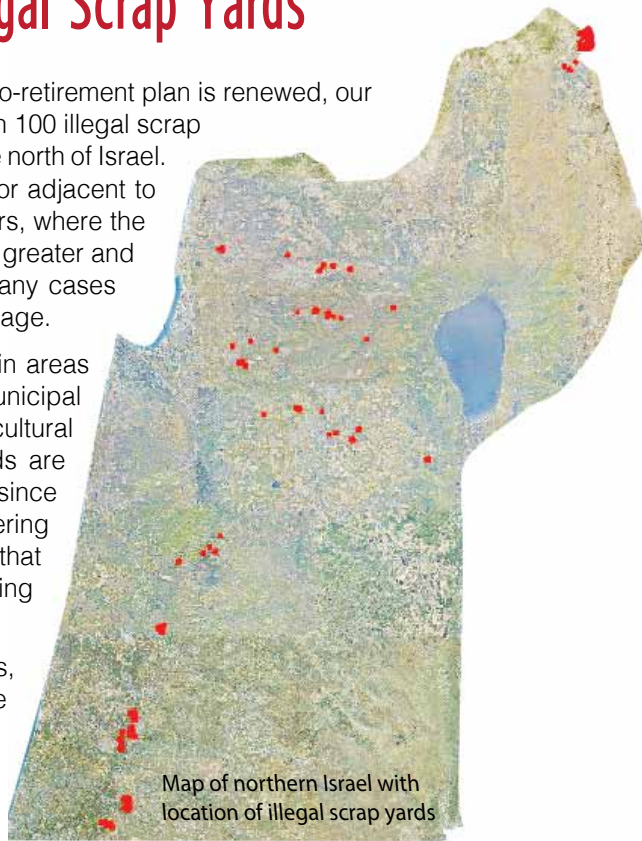 gal Scrap Yards
o-retirement plan is renewed, our
n 100 illegal scrap
e north of Israel.
or adjacent to
rs, where the
greater and
any cases
age.
in areas
unicipal
cultural
ds are
since
ering
that
ing
s,
e
Map of northern Israel with
location of illegal scrap yards